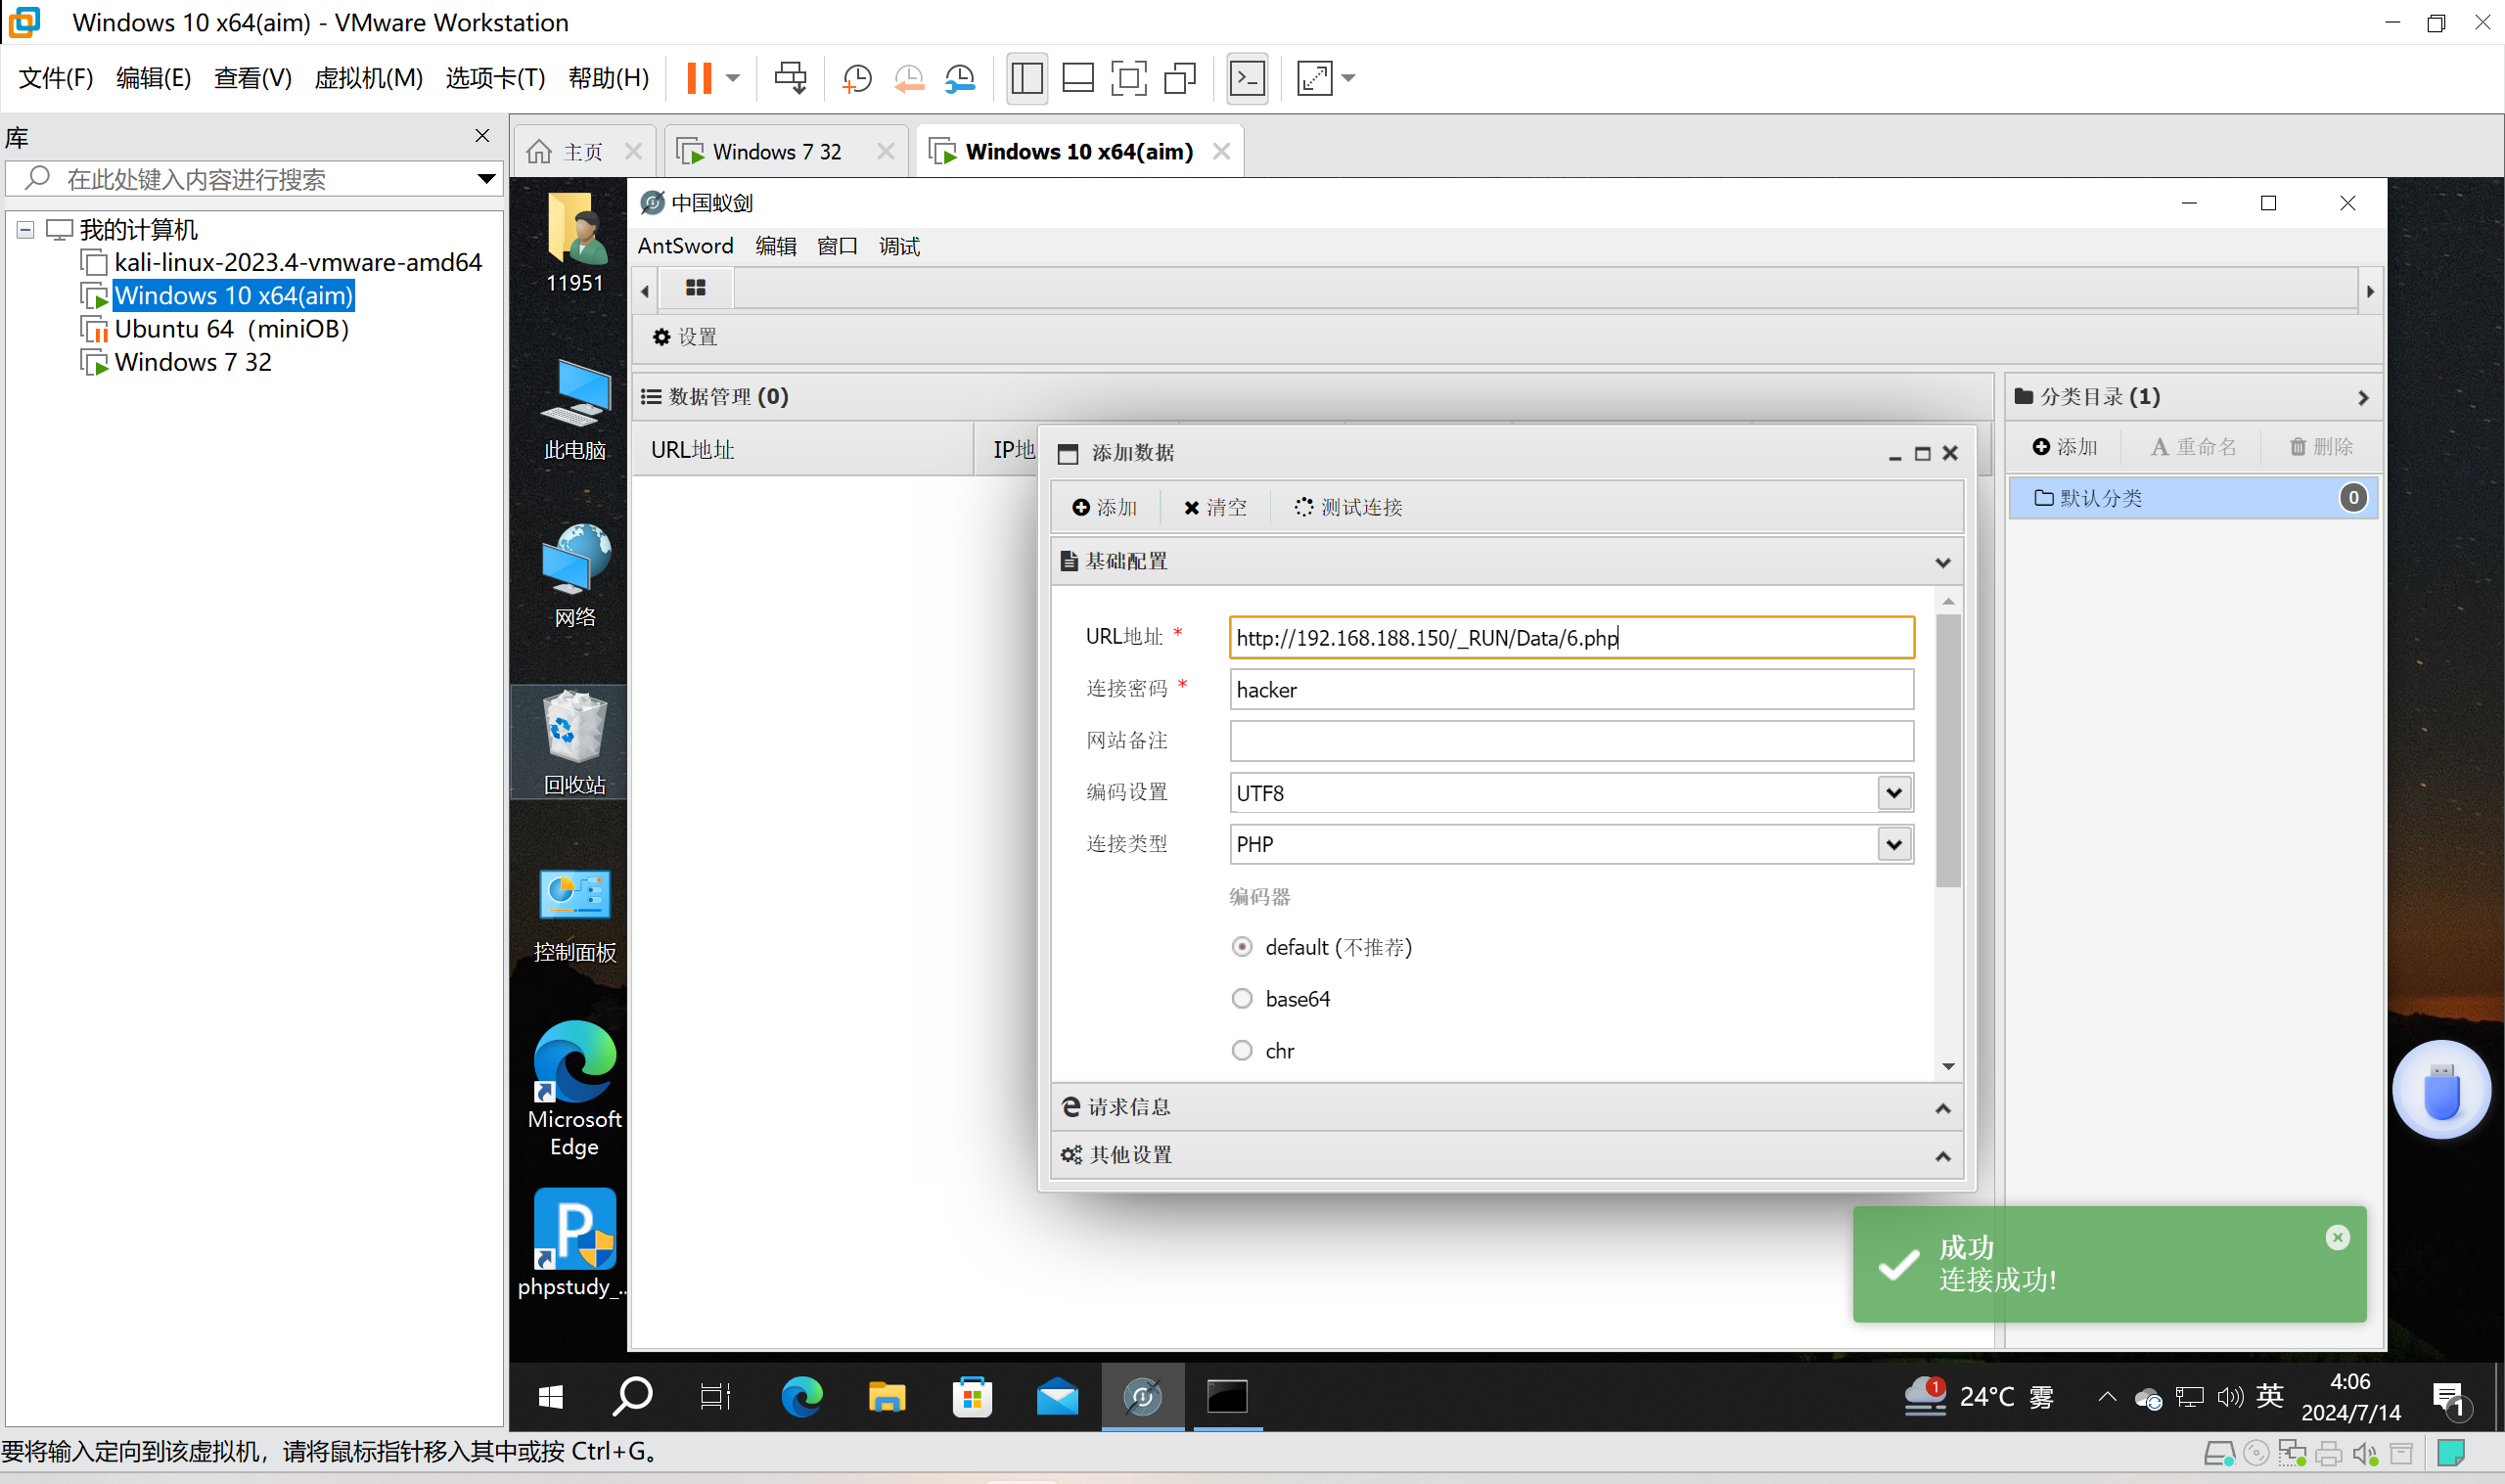 Windows 10 x64(aim) - VMware Workstation
文件(F) 编辑(E) 查看(V) 虚拟机(M) 选项卡(T) 帮助(H)
库
在此处键入内容进行搜索
我的计算机
kali-linux-2023.4-vmware-amd64
Windows 10 x64(aim)
Ubuntu 64（miniOB）
Windows 7 32
主页
Windows 7 32
Windows 10 x64(aim)
11951
此电脑
网络
回收站
控制面板
Microsoft
Edge
phpstudy_...
中国蚁剑
AntSword 编辑 窗口 调试
设置
数据管理 (0)
URL地址
IP地
添加数据
添加 清空 测试连接
基础配置
URL地址 * http://192.168.188.150/_RUN/Data/6.php
连接密码 * hacker
网站备注
编码设置 UTF8
连接类型 PHP
编码器
default (不推荐)
base64
chr
请求信息
其他设置
分类目录 (1)
添加 A 重命名 删除
默认分类 0
成功
连接成功!
1 24°C 雾
英
4:06
2024/7/14
1
要将输入定向到该虚拟机，请将鼠标指针移入其中或按 Ctrl+G。